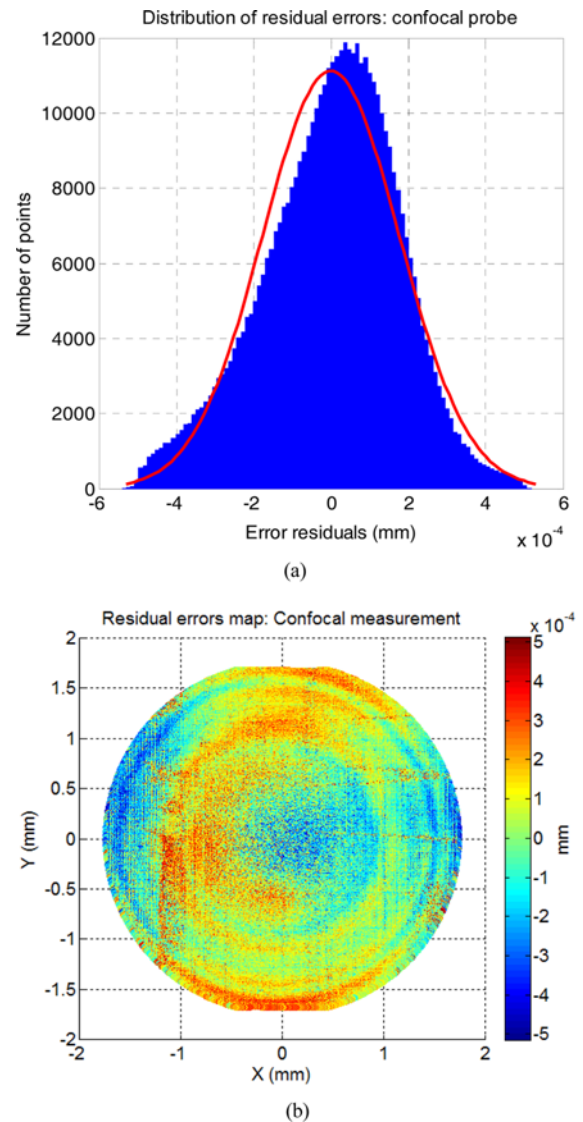 Distribution of residual errors: confocal probe
12000
10000
8000
6000
4000
2000
0
Number of points
-6 -4 -2 0 2 4 6
Error residuals (mm)
x 10^-4
(a)
Residual errors map: Confocal measurement
x 10^-4
2
1.5
1
0.5
0
-0.5
-1
-1.5
-2
Y (mm)
-2 -1 0 1 2
X (mm)
5
4
3
2
1
0
-1
-2
-3
-4
-5
mm
(b)